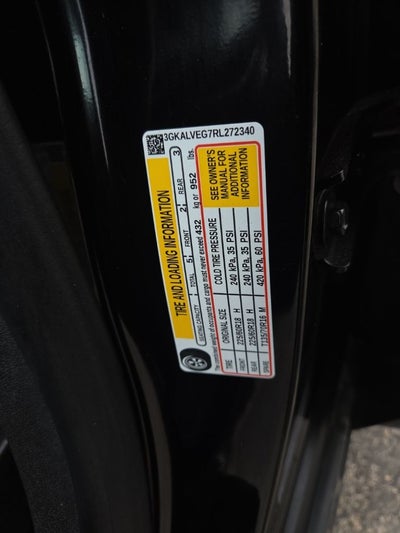 3GKALVEG7RL272340
TIRE AND LOADING INFORMATION
SEATING CAPACITY TOTAL 5 FRONT 2 REAR 3
The combined weight of occupants and cargo must never exceed 432 kg or 952 lbs.
TIRE ORIGINAL SIZE COLD TIRE PRESSURE
FRONT 225/60R18 H 240 kPa, 35 PSI
REAR 225/60R18 H 240 kPa, 35 PSI
SPARE T135/70R16 M 420 kPa, 60 PSI
SEE OWNER'S
MANUAL FOR
ADDITIONAL
INFORMATION